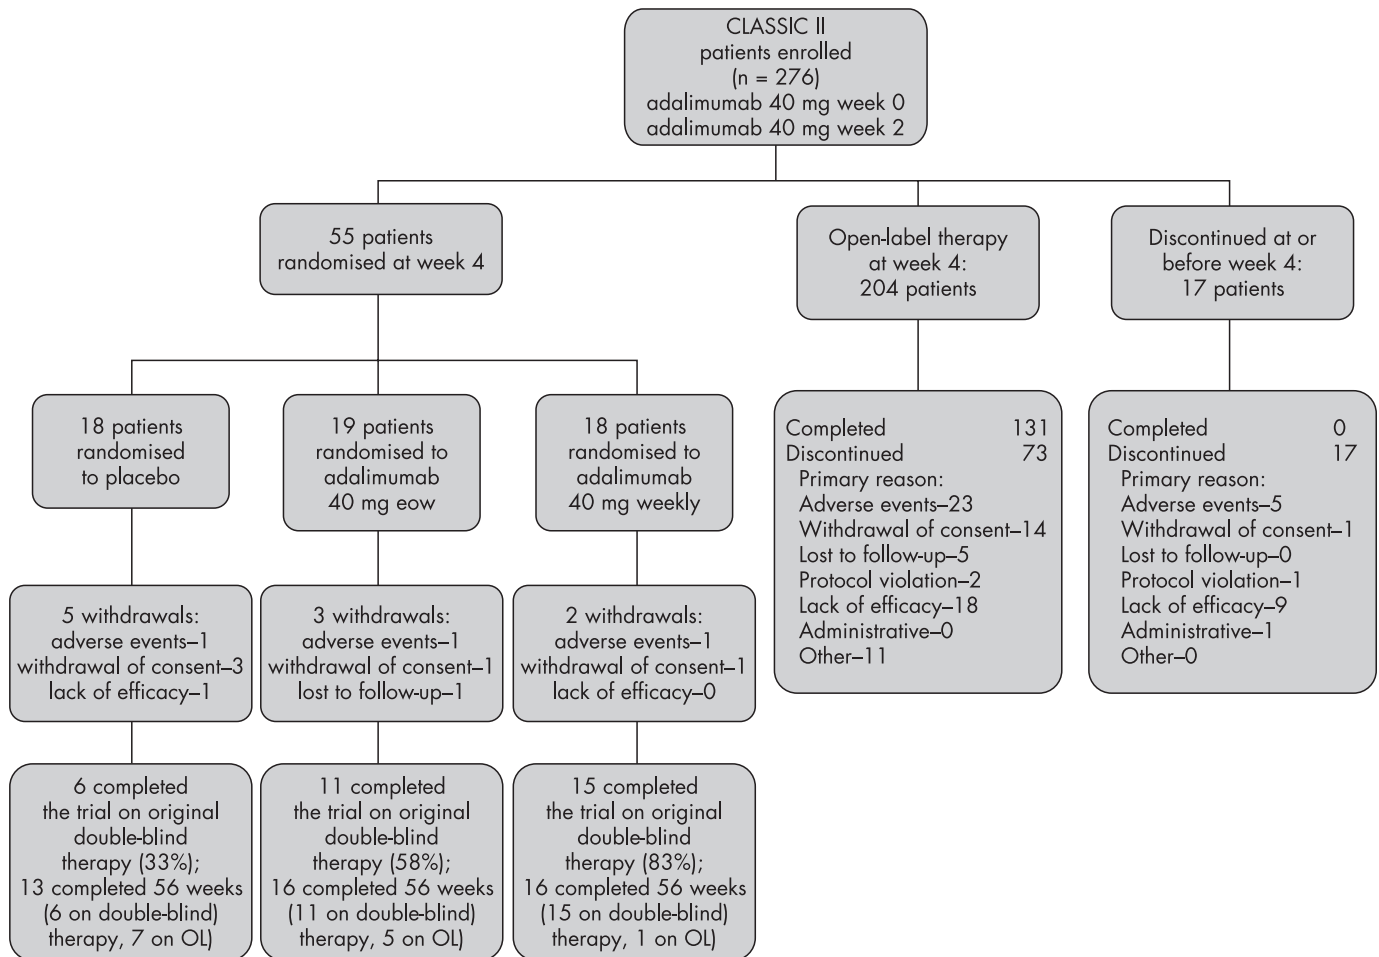 CLASSIC II
patients enrolled
(n = 276)
adalimumab 40 mg week 0
adalimumab 40 mg week 2
55 patients
randomised at week 4
Open-label therapy
at week 4:
204 patients
Discontinued at or
before week 4:
17 patients
18 patients
randomised
to placebo
19 patients
randomised to
adalimumab
40 mg eow
18 patients
randomised to
adalimumab
40 mg weekly
Completed 131
Discontinued 73
Primary reason:
Adverse events–23
Withdrawal of consent–14
Lost to follow-up–5
Protocol violation–2
Lack of efficacy–18
Administrative–0
Other–11
Completed 0
Discontinued 17
Primary reason:
Adverse events–5
Withdrawal of consent–1
Lost to follow-up–0
Protocol violation–1
Lack of efficacy–9
Administrative–1
Other–0
5 withdrawals:
adverse events–1
withdrawal of consent–3
lack of efficacy–1
3 withdrawals:
adverse events–1
withdrawal of consent–1
lost to follow-up–1
2 withdrawals:
adverse events–1
withdrawal of consent–1
lack of efficacy–0
6 completed
the trial on original
double-blind
therapy (33%);
13 completed 56 weeks
(6 on double-blind)
therapy, 7 on OL)
11 completed
the trial on original
double-blind
therapy (58%);
16 completed 56 weeks
(11 on double-blind)
therapy, 5 on OL)
15 completed
the trial on original
double-blind
therapy (83%);
16 completed 56 weeks
(15 on double-blind)
therapy, 1 on OL)